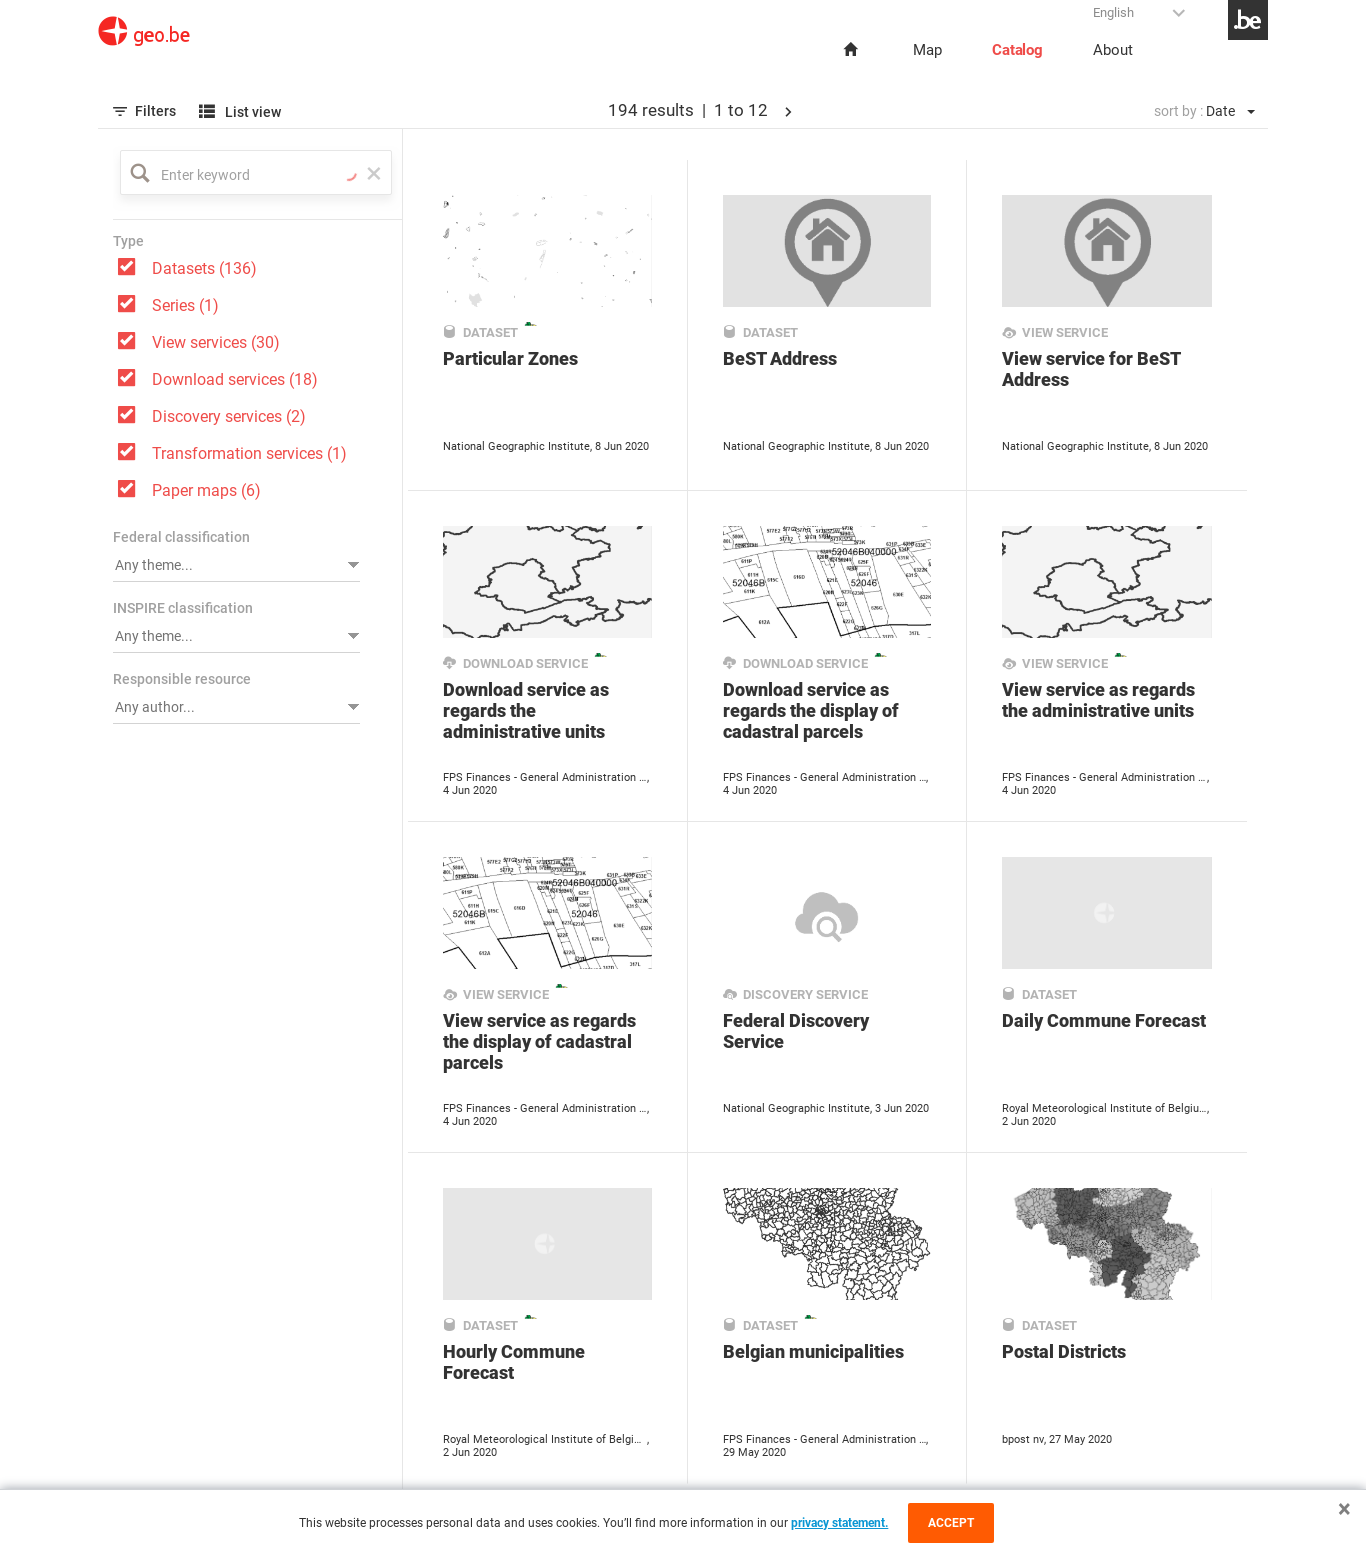 geo.be
English
.be
Map
Catalog
About
Filters
List view
194 results | 1 to 12
sort by : Date
Enter keyword
Type
Datasets (136)
Series (1)
View services (30)
Download services (18)
Discovery services (2)
Transformation services (1)
Paper maps (6)
Federal classification
Any theme...
INSPIRE classification
Any theme...
Responsible resource
Any author...
DATASET
Particular Zones
National Geographic Institute, 8 Jun 2020
DATASET
BeST Address
National Geographic Institute, 8 Jun 2020
VIEW SERVICE
View service for BeST
Address
National Geographic Institute, 8 Jun 2020
DOWNLOAD SERVICE
Download service as
regards the
administrative units
FPS Finances - General Administration ...,
4 Jun 2020
52046B040000
52046B
52046
DOWNLOAD SERVICE
Download service as
regards the display of
cadastral parcels
FPS Finances - General Administration ...,
4 Jun 2020
VIEW SERVICE
View service as regards
the administrative units
FPS Finances - General Administration ...,
4 Jun 2020
52046B040000
52046B
52046
VIEW SERVICE
View service as regards
the display of cadastral
parcels
FPS Finances - General Administration ...,
4 Jun 2020
DISCOVERY SERVICE
Federal Discovery
Service
National Geographic Institute, 3 Jun 2020
DATASET
Daily Commune Forecast
Royal Meteorological Institute of Belgiu...,
2 Jun 2020
DATASET
Hourly Commune
Forecast
Royal Meteorological Institute of Belgi... ,
2 Jun 2020
DATASET
Belgian municipalities
FPS Finances - General Administration ...,
29 May 2020
DATASET
Postal Districts
bpost nv, 27 May 2020
This website processes personal data and uses cookies. You'll find more information in our privacy statement.
ACCEPT